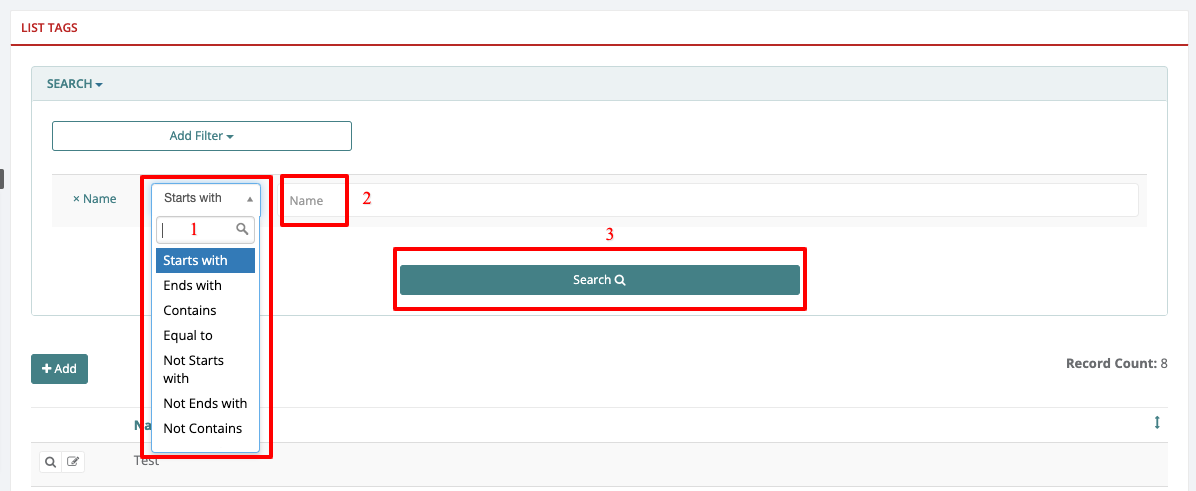 LIST TAGS
SEARCH
Add Filter
× Name
Starts with
Name
2
1
3
Starts with
Search
Ends with
Contains
Equal to
Not Starts
with
Not Ends with
Not Contains
+ Add
Record Count: 8
Na
Test